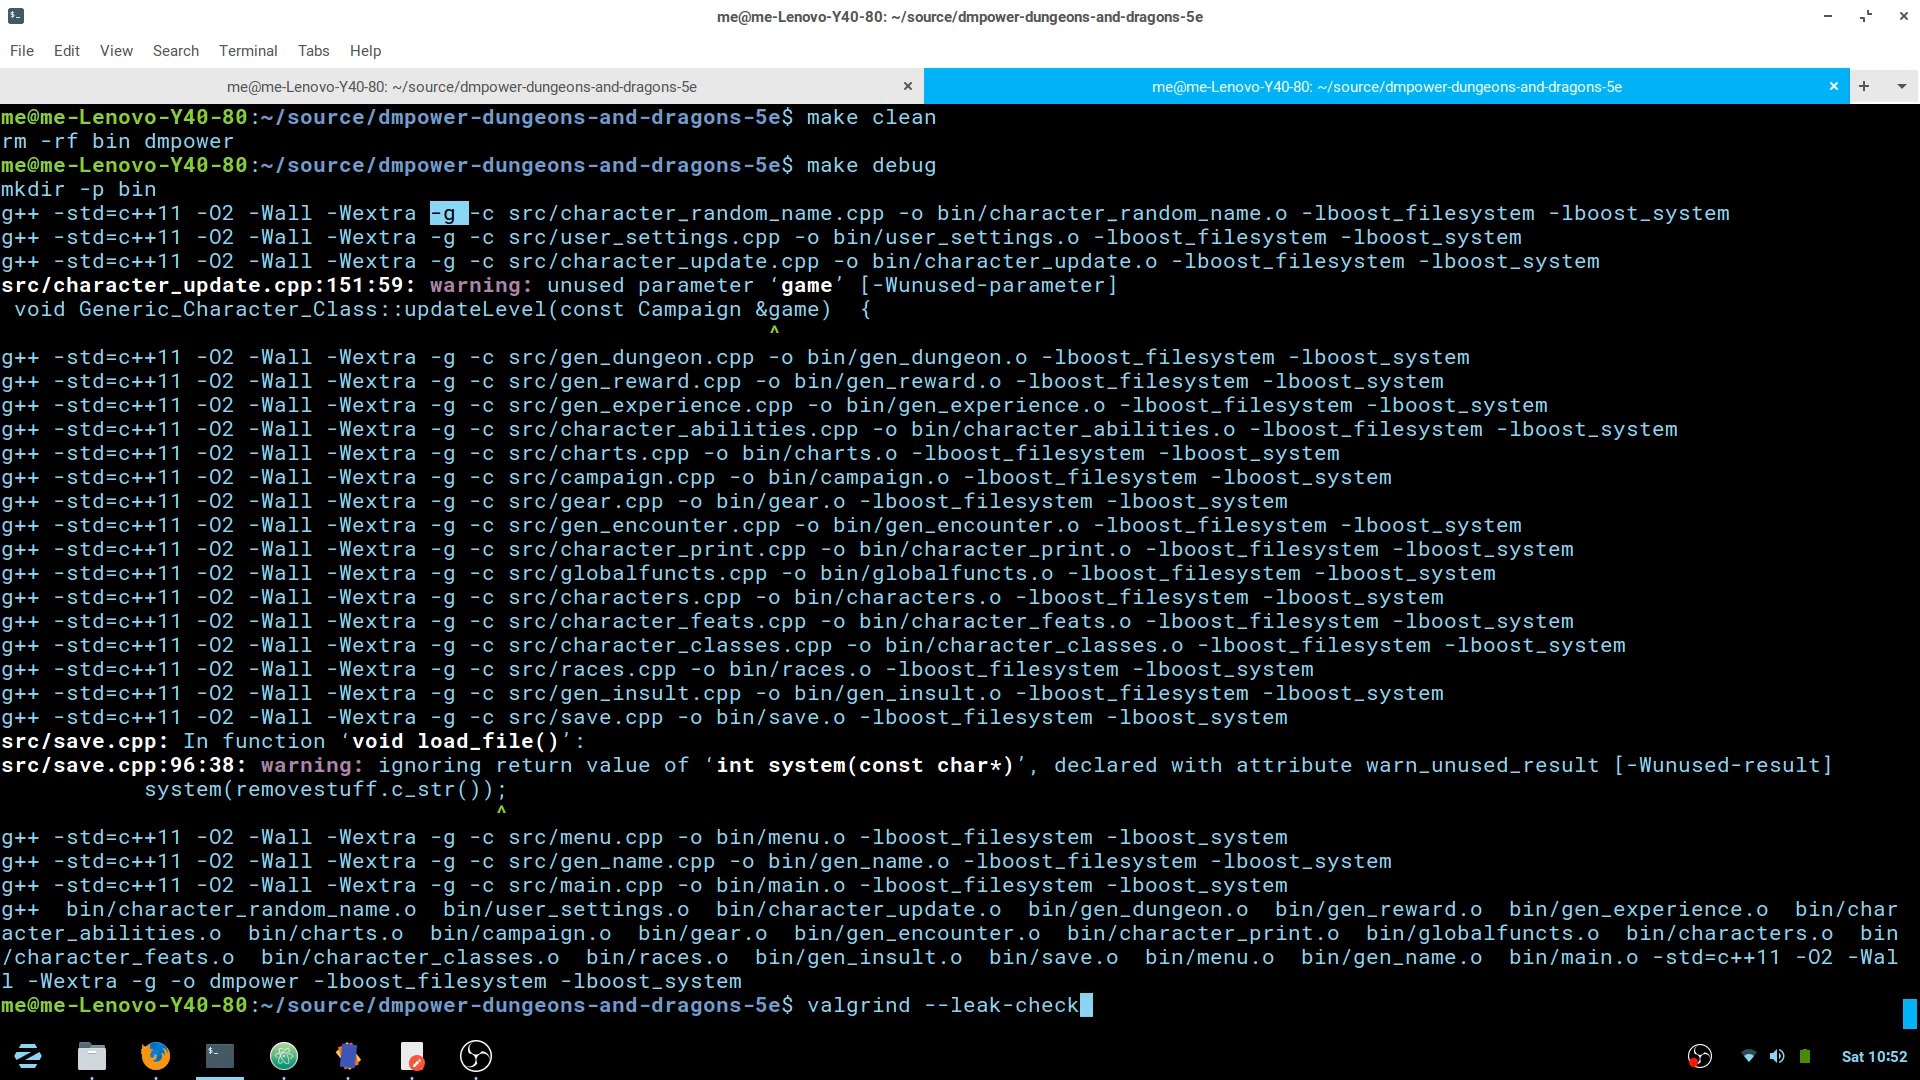 me@me-Lenovo-Y40-80: ~/source/dmpower-dungeons-and-dragons-5e
File Edit View Search Terminal Tabs Help
me@me-Lenovo-Y40-80: ~/source/dmpower-dungeons-and-dragons-5e × me@me-Lenovo-Y40-80: ~/source/dmpower-dungeons-and-dragons-5e × +
me@me-Lenovo-Y40-80:~/source/dmpower-dungeons-and-dragons-5e$ make clean
rm -rf bin dmpower
me@me-Lenovo-Y40-80:~/source/dmpower-dungeons-and-dragons-5e$ make debug
mkdir -p bin
g++ -std=c++11 -O2 -Wall -Wextra -g -c src/character_random_name.cpp -o bin/character_random_name.o -lboost_filesystem -lboost_system
g++ -std=c++11 -O2 -Wall -Wextra -g -c src/user_settings.cpp -o bin/user_settings.o -lboost_filesystem -lboost_system
g++ -std=c++11 -O2 -Wall -Wextra -g -c src/character_update.cpp -o bin/character_update.o -lboost_filesystem -lboost_system
src/character_update.cpp:151:59: warning: unused parameter ‘game’ [-Wunused-parameter]
void Generic_Character_Class::updateLevel(const Campaign &game)  {
^
g++ -std=c++11 -O2 -Wall -Wextra -g -c src/gen_dungeon.cpp -o bin/gen_dungeon.o -lboost_filesystem -lboost_system
g++ -std=c++11 -O2 -Wall -Wextra -g -c src/gen_reward.cpp -o bin/gen_reward.o -lboost_filesystem -lboost_system
g++ -std=c++11 -O2 -Wall -Wextra -g -c src/gen_experience.cpp -o bin/gen_experience.o -lboost_filesystem -lboost_system
g++ -std=c++11 -O2 -Wall -Wextra -g -c src/character_abilities.cpp -o bin/character_abilities.o -lboost_filesystem -lboost_system
g++ -std=c++11 -O2 -Wall -Wextra -g -c src/charts.cpp -o bin/charts.o -lboost_filesystem -lboost_system
g++ -std=c++11 -O2 -Wall -Wextra -g -c src/campaign.cpp -o bin/campaign.o -lboost_filesystem -lboost_system
g++ -std=c++11 -O2 -Wall -Wextra -g -c src/gear.cpp -o bin/gear.o -lboost_filesystem -lboost_system
g++ -std=c++11 -O2 -Wall -Wextra -g -c src/gen_encounter.cpp -o bin/gen_encounter.o -lboost_filesystem -lboost_system
g++ -std=c++11 -O2 -Wall -Wextra -g -c src/character_print.cpp -o bin/character_print.o -lboost_filesystem -lboost_system
g++ -std=c++11 -O2 -Wall -Wextra -g -c src/globalfuncts.cpp -o bin/globalfuncts.o -lboost_filesystem -lboost_system
g++ -std=c++11 -O2 -Wall -Wextra -g -c src/characters.cpp -o bin/characters.o -lboost_filesystem -lboost_system
g++ -std=c++11 -O2 -Wall -Wextra -g -c src/character_feats.cpp -o bin/character_feats.o -lboost_filesystem -lboost_system
g++ -std=c++11 -O2 -Wall -Wextra -g -c src/character_classes.cpp -o bin/character_classes.o -lboost_filesystem -lboost_system
g++ -std=c++11 -O2 -Wall -Wextra -g -c src/races.cpp -o bin/races.o -lboost_filesystem -lboost_system
g++ -std=c++11 -O2 -Wall -Wextra -g -c src/gen_insult.cpp -o bin/gen_insult.o -lboost_filesystem -lboost_system
g++ -std=c++11 -O2 -Wall -Wextra -g -c src/save.cpp -o bin/save.o -lboost_filesystem -lboost_system
src/save.cpp: In function ‘void load_file()’:
src/save.cpp:96:38: warning: ignoring return value of ‘int system(const char*)’, declared with attribute warn_unused_result [-Wunused-result]
system(removestuff.c_str());
^
g++ -std=c++11 -O2 -Wall -Wextra -g -c src/menu.cpp -o bin/menu.o -lboost_filesystem -lboost_system
g++ -std=c++11 -O2 -Wall -Wextra -g -c src/gen_name.cpp -o bin/gen_name.o -lboost_filesystem -lboost_system
g++ -std=c++11 -O2 -Wall -Wextra -g -c src/main.cpp -o bin/main.o -lboost_filesystem -lboost_system
g++  bin/character_random_name.o  bin/user_settings.o  bin/character_update.o  bin/gen_dungeon.o  bin/gen_reward.o  bin/gen_experience.o  bin/char
acter_abilities.o  bin/charts.o  bin/campaign.o  bin/gear.o  bin/gen_encounter.o  bin/character_print.o  bin/globalfuncts.o  bin/characters.o  bin
/character_feats.o  bin/character_classes.o  bin/races.o  bin/gen_insult.o  bin/save.o  bin/menu.o  bin/gen_name.o  bin/main.o -std=c++11 -O2 -Wal
l -Wextra -g -o dmpower -lboost_filesystem -lboost_system
me@me-Lenovo-Y40-80:~/source/dmpower-dungeons-and-dragons-5e$ valgrind --leak-check
Sat 10:52